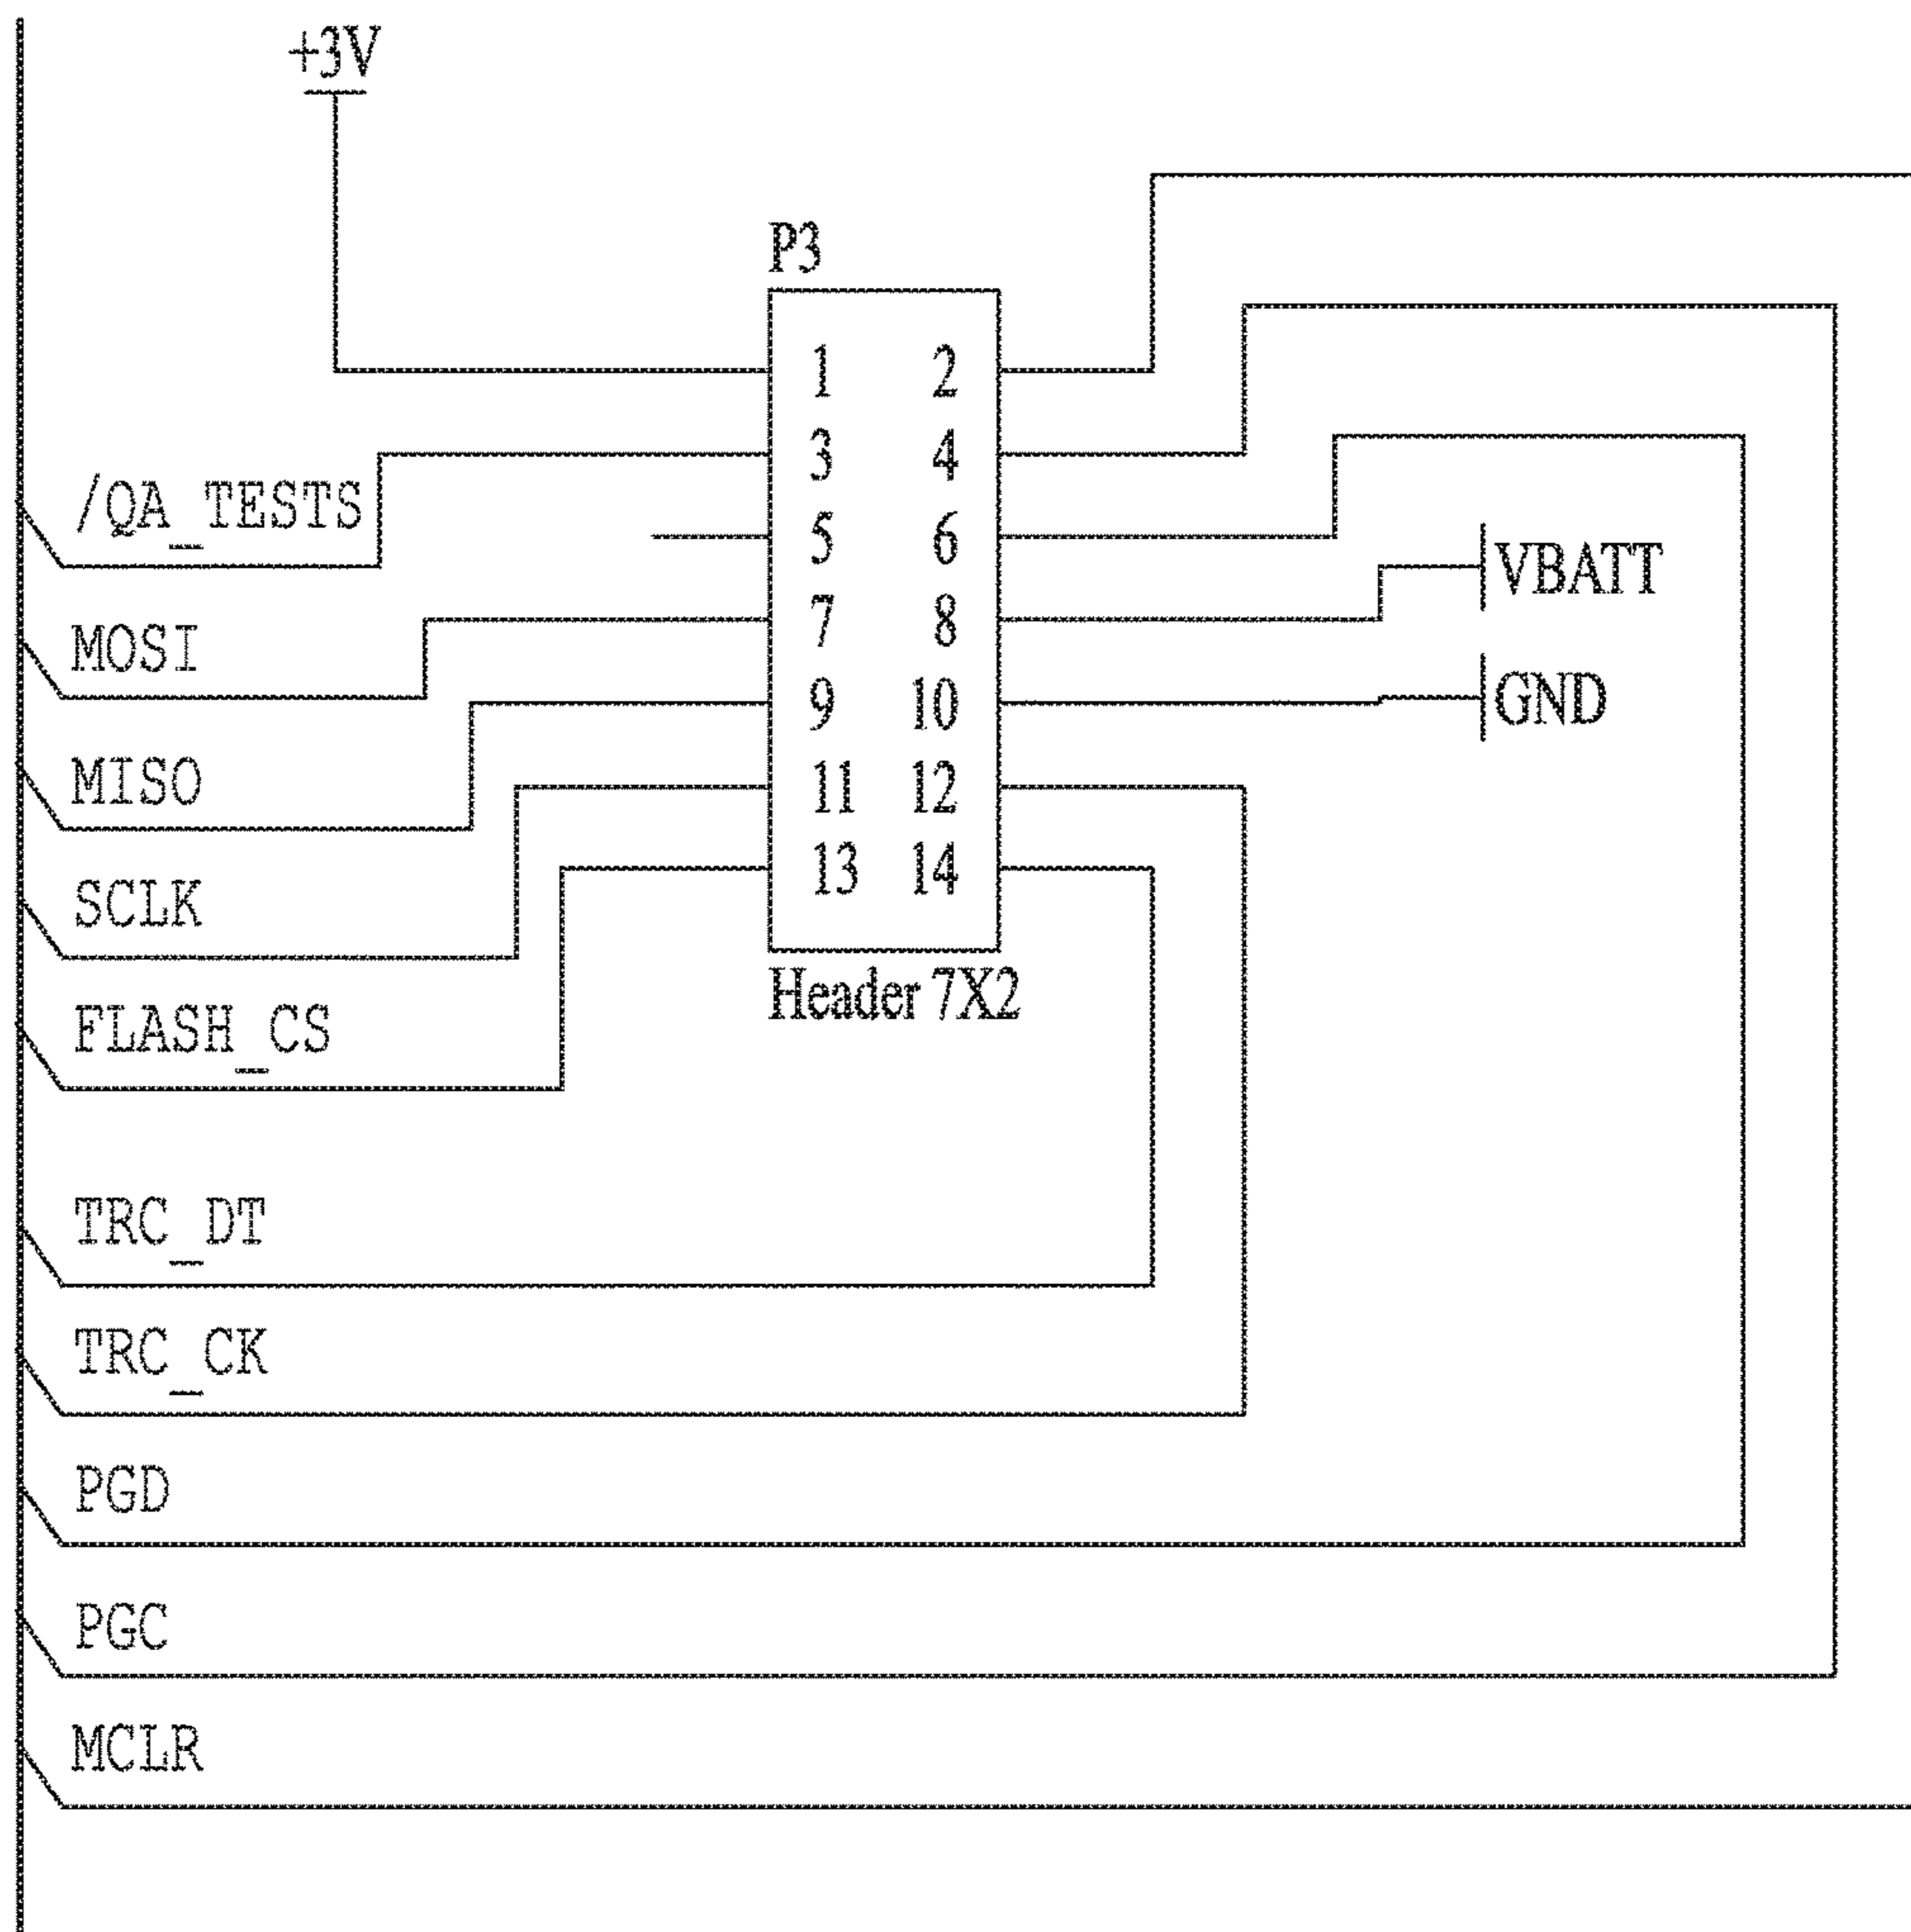 +3V
P3
1 2
3 4
/QA_TESTS
5 6
VBATT
7 8
MOSI
9 10
GND
MISO
11 12
13 14
SCLK
Header 7X2
FLASH_CS
TRC_DT
TRC_CK
PGD
PGC
MCLR